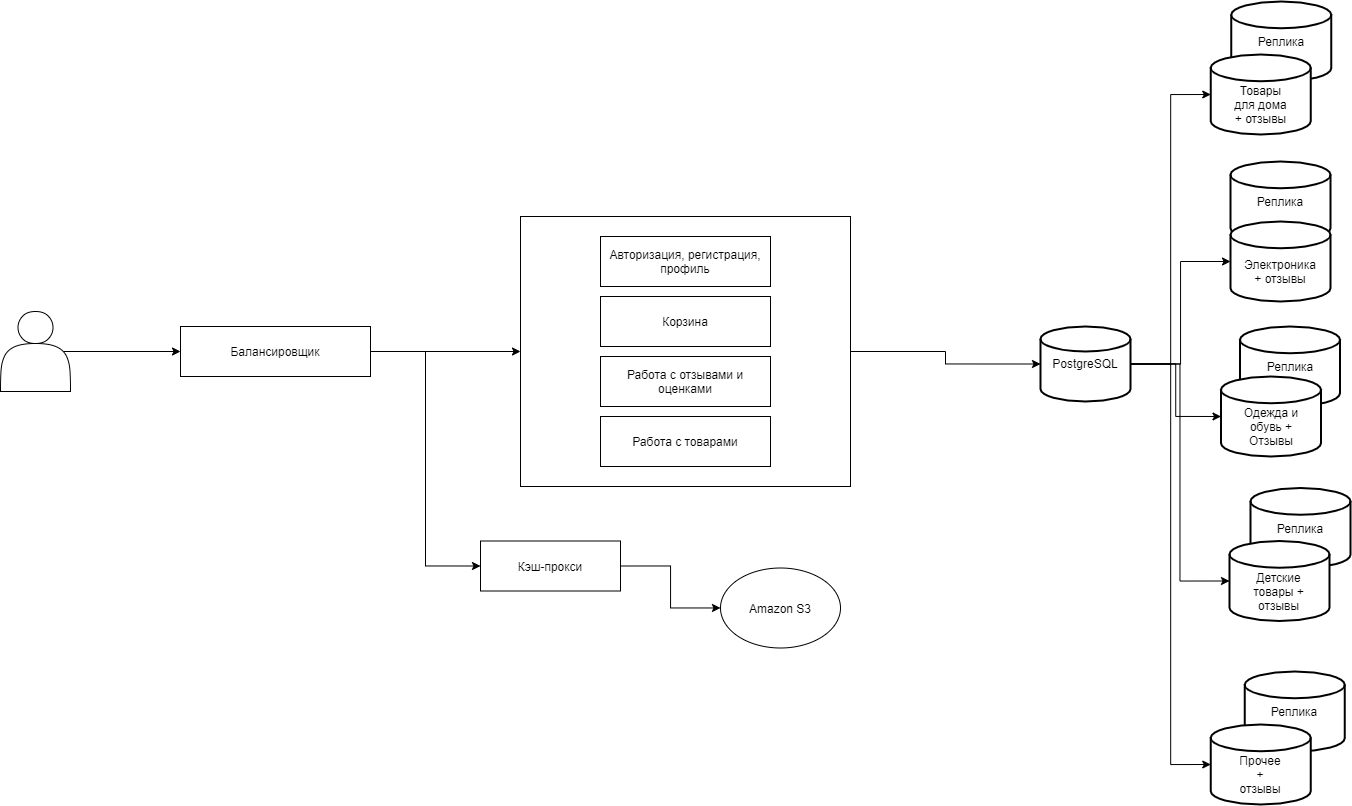 Реплика
Товары
для дома
+ отзывы
Реплика
Электроника
+ отзывы
Авторизация, регистрация,
профиль
Корзина
Балансировщик
Работа с отзывами и
оценками
Работа с товарами
PostgreSQL
Реплика
Одежда и
обувь +
Отзывы
Реплика
Детские
товары +
отзывы
Кэш-прокси
Amazon S3
Реплика
Прочее
+
отзывы